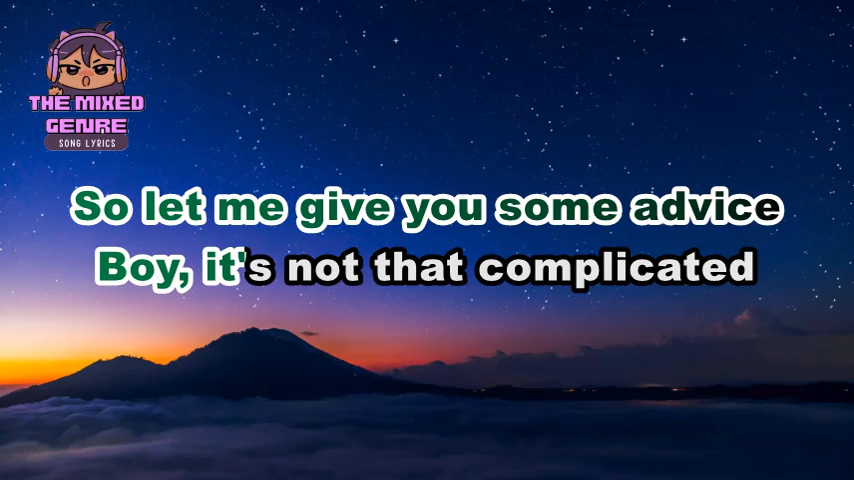 THE MIXED
GENRE
SONG LYRICS
So let me give you some advice
Boy, it's not that complicated